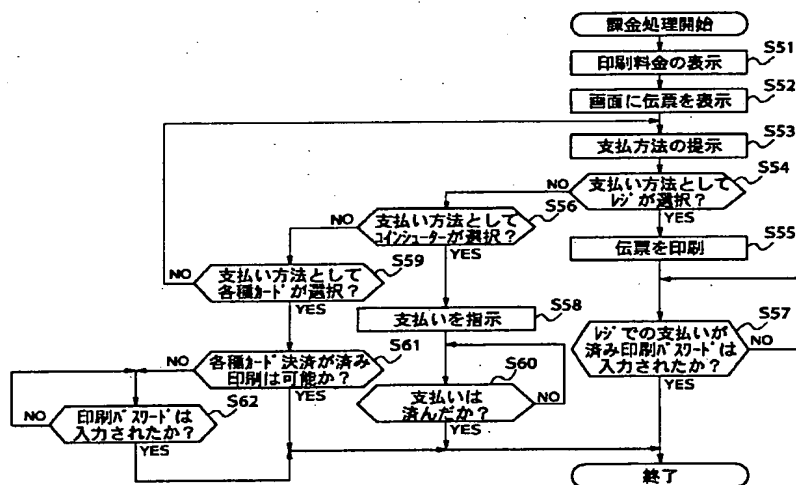 課金処理開始
S51
印刷料金の表示
S52
画面に伝票を表示
S53
支払方法の提示
S54
支払い方法として
レジが選択？
NO
YES
S55
伝票を印刷
S56
支払い方法として
コインシューターが選択？
NO
YES
S57
レジでの支払いが
済み印刷パスワードは
入力されたか？
NO
YES
S58
支払いを指示
S59
支払い方法として
各種カードが選択？
NO
YES
S60
支払いは
済んだか？
NO
YES
S61
各種カード決済が済み
印刷は可能か？
NO
YES
S62
印刷パスワードは
入力されたか？
NO
YES
終了